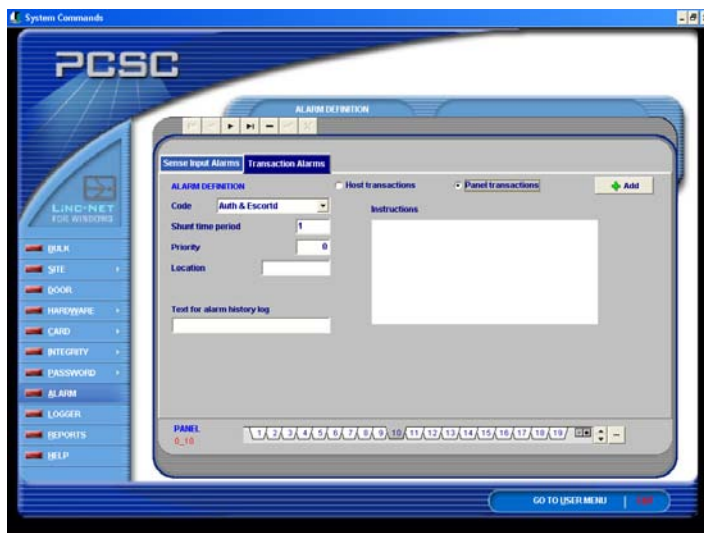 System Commands
PCSC
ALARM DEFINITION
Sense Input Alarms Transaction Alarms
ALARM DEFINITION Host transactions Panel transactions Add
Code Auth & Escortd Instructions
Shunt time period 1
Priority 0
Location
Text for alarm history log
LINC-NET
FOR WINDOWS
BULK
SITE
DOOR
HARDWARE
CARD
INTEGRITY
PASSWORD
ALARM
LOGGER
REPORTS
HELP
PANEL 1 2 3 4 5 6 7 8 9 10 11 12 13 14 15 16 17 18 19
0_10
GO TO USER MENU |